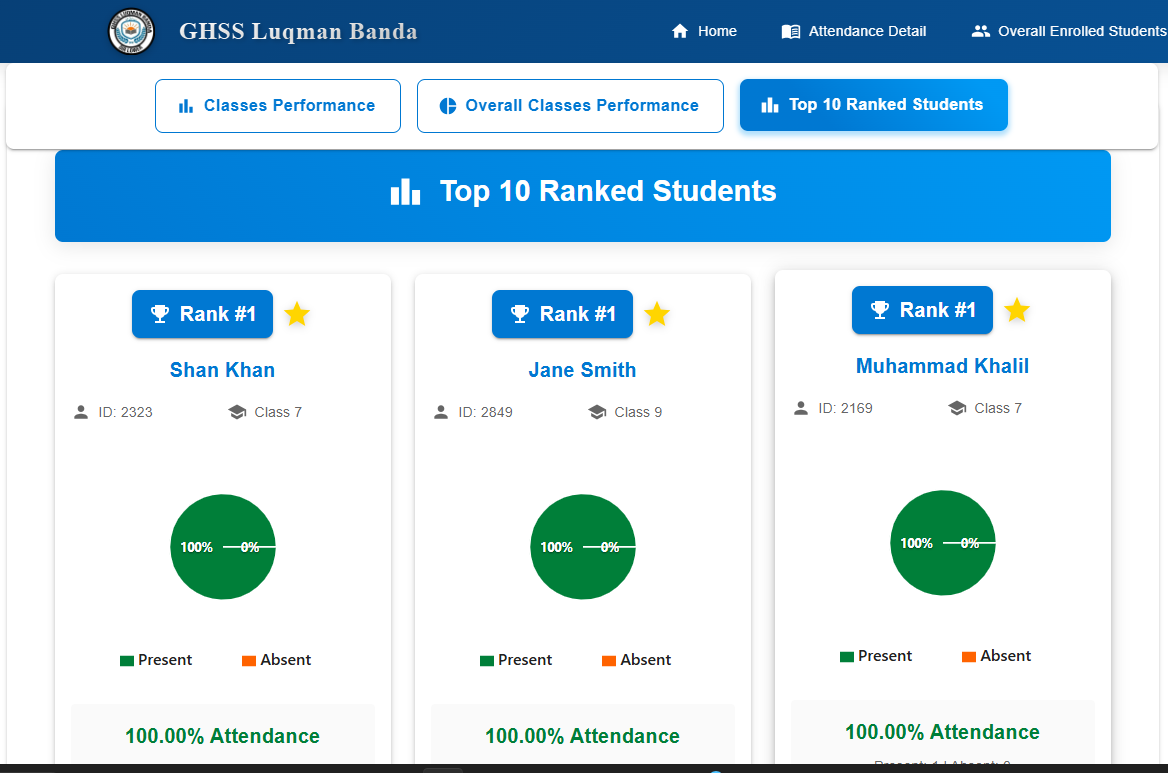 GHSS Luqman Banda
Home
Attendance Detail
Overall Enrolled Students
Classes Performance
Overall Classes Performance
Top 10 Ranked Students
Top 10 Ranked Students
Rank #1
Shan Khan
ID: 2323
Class 7
100%
0%
Present
Absent
100.00% Attendance
Rank #1
Jane Smith
ID: 2849
Class 9
100%
0%
Present
Absent
100.00% Attendance
Rank #1
Muhammad Khalil
ID: 2169
Class 7
100%
0%
Present
Absent
100.00% Attendance